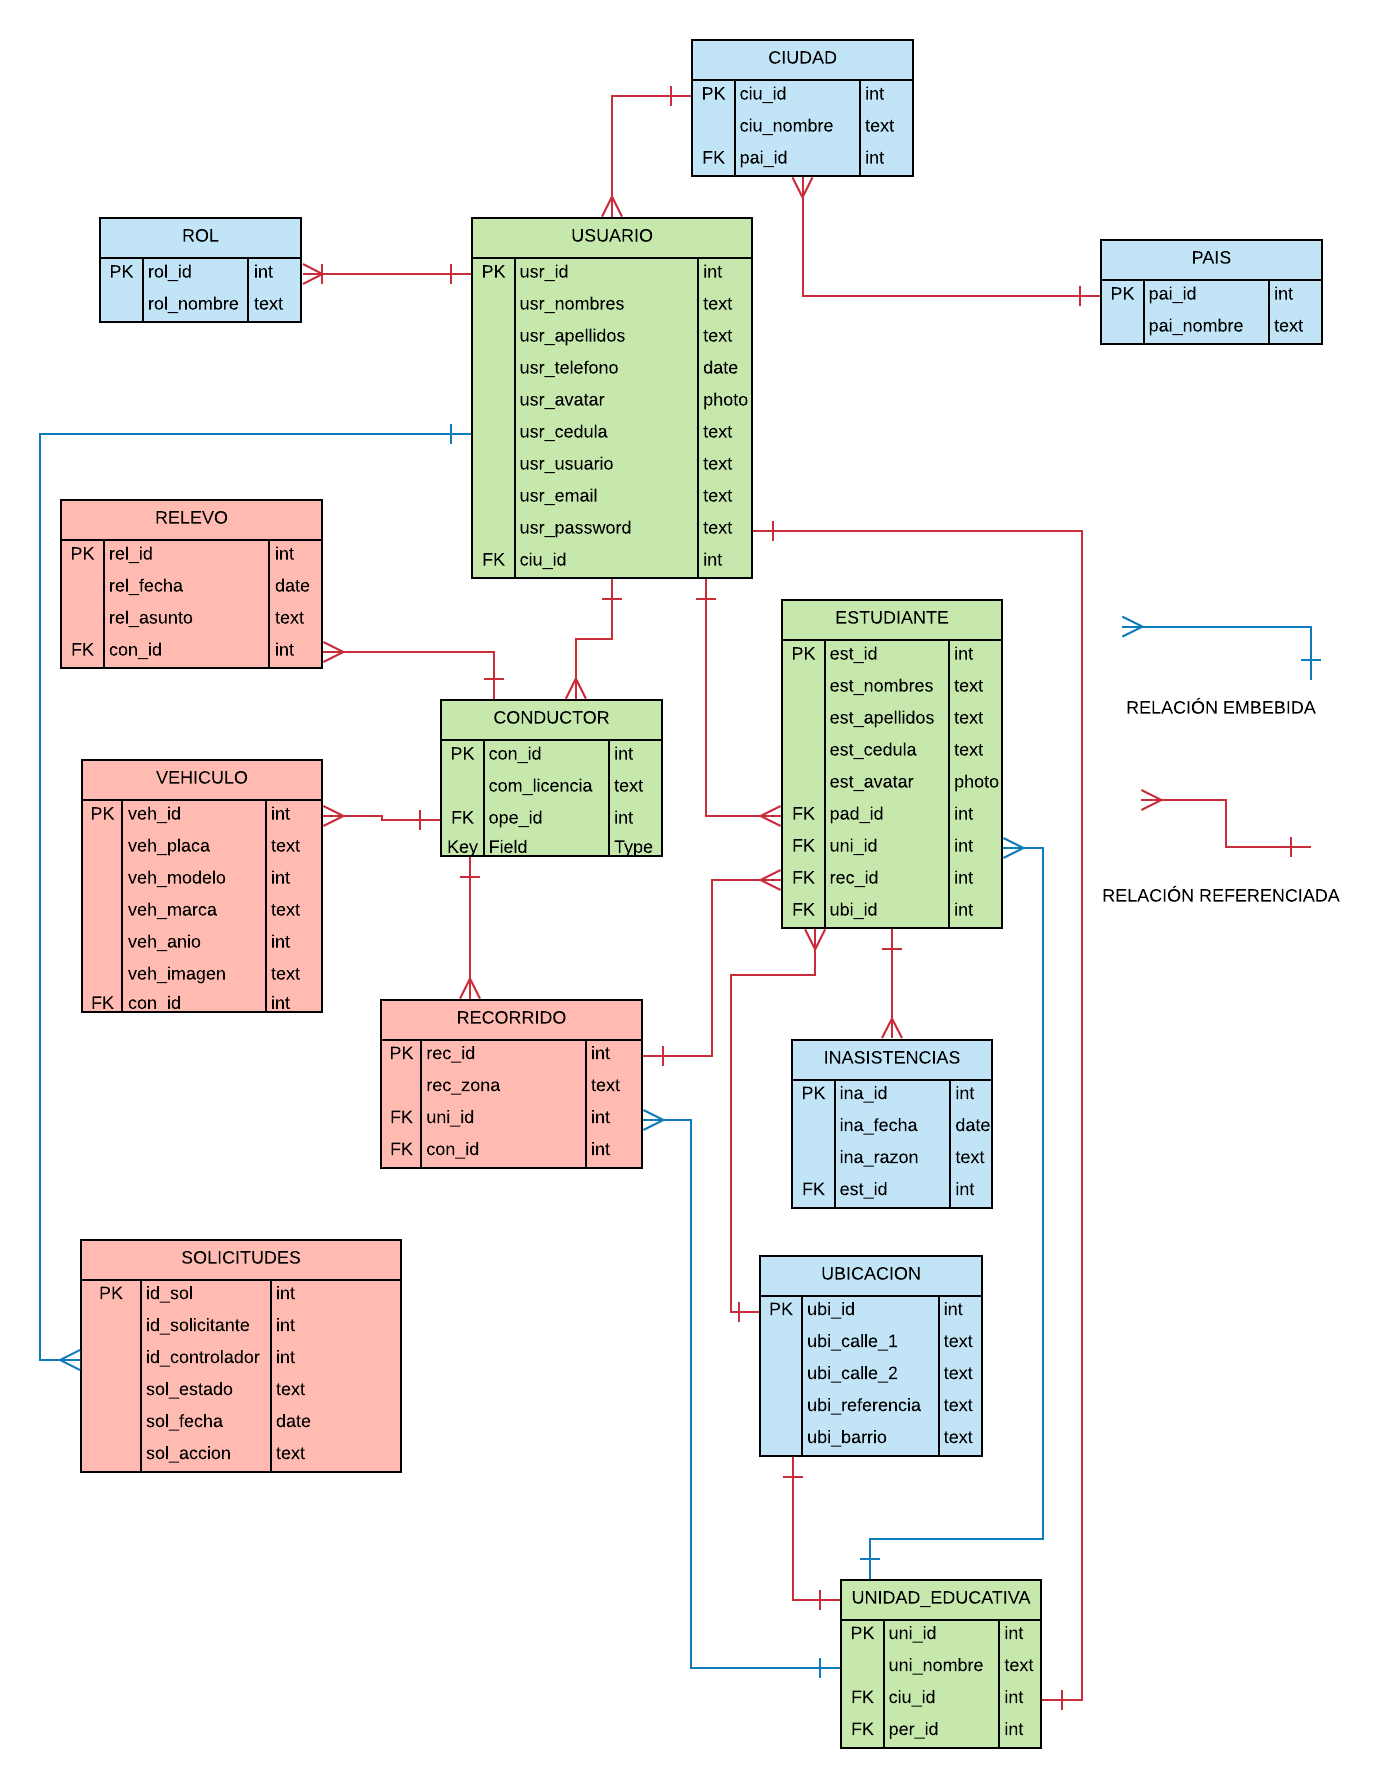 CIUDAD
PK ciu_id int
ciu_nombre text
FK pai_id int
ROL
PK rol_id int
rol_nombre text
USUARIO
PK usr_id int
usr_nombres text
usr_apellidos text
usr_telefono date
usr_avatar photo
usr_cedula text
usr_usuario text
usr_email text
usr_password text
FK ciu_id int
PAIS
PK pai_id int
pai_nombre text
RELEVO
PK rel_id int
rel_fecha date
rel_asunto text
FK con_id int
ESTUDIANTE
PK est_id int
est_nombres text
est_apellidos text
est_cedula text
est_avatar photo
FK pad_id int
FK uni_id int
FK rec_id int
FK ubi_id int
RELACIÓN EMBEBIDA
RELACIÓN REFERENCIADA
CONDUCTOR
PK con_id int
com_licencia text
FK ope_id int
Key Field Type
VEHICULO
PK veh_id int
veh_placa text
veh_modelo int
veh_marca text
veh_anio int
veh_imagen text
FK con_id int
RECORRIDO
PK rec_id int
rec_zona text
FK uni_id int
FK con_id int
INASISTENCIAS
PK ina_id int
ina_fecha date
ina_razon text
FK est_id int
SOLICITUDES
PK id_sol int
id_solicitante int
id_controlador int
sol_estado text
sol_fecha date
sol_accion text
UBICACION
PK ubi_id int
ubi_calle_1 text
ubi_calle_2 text
ubi_referencia text
ubi_barrio text
UNIDAD_EDUCATIVA
PK uni_id int
uni_nombre text
FK ciu_id int
FK per_id int